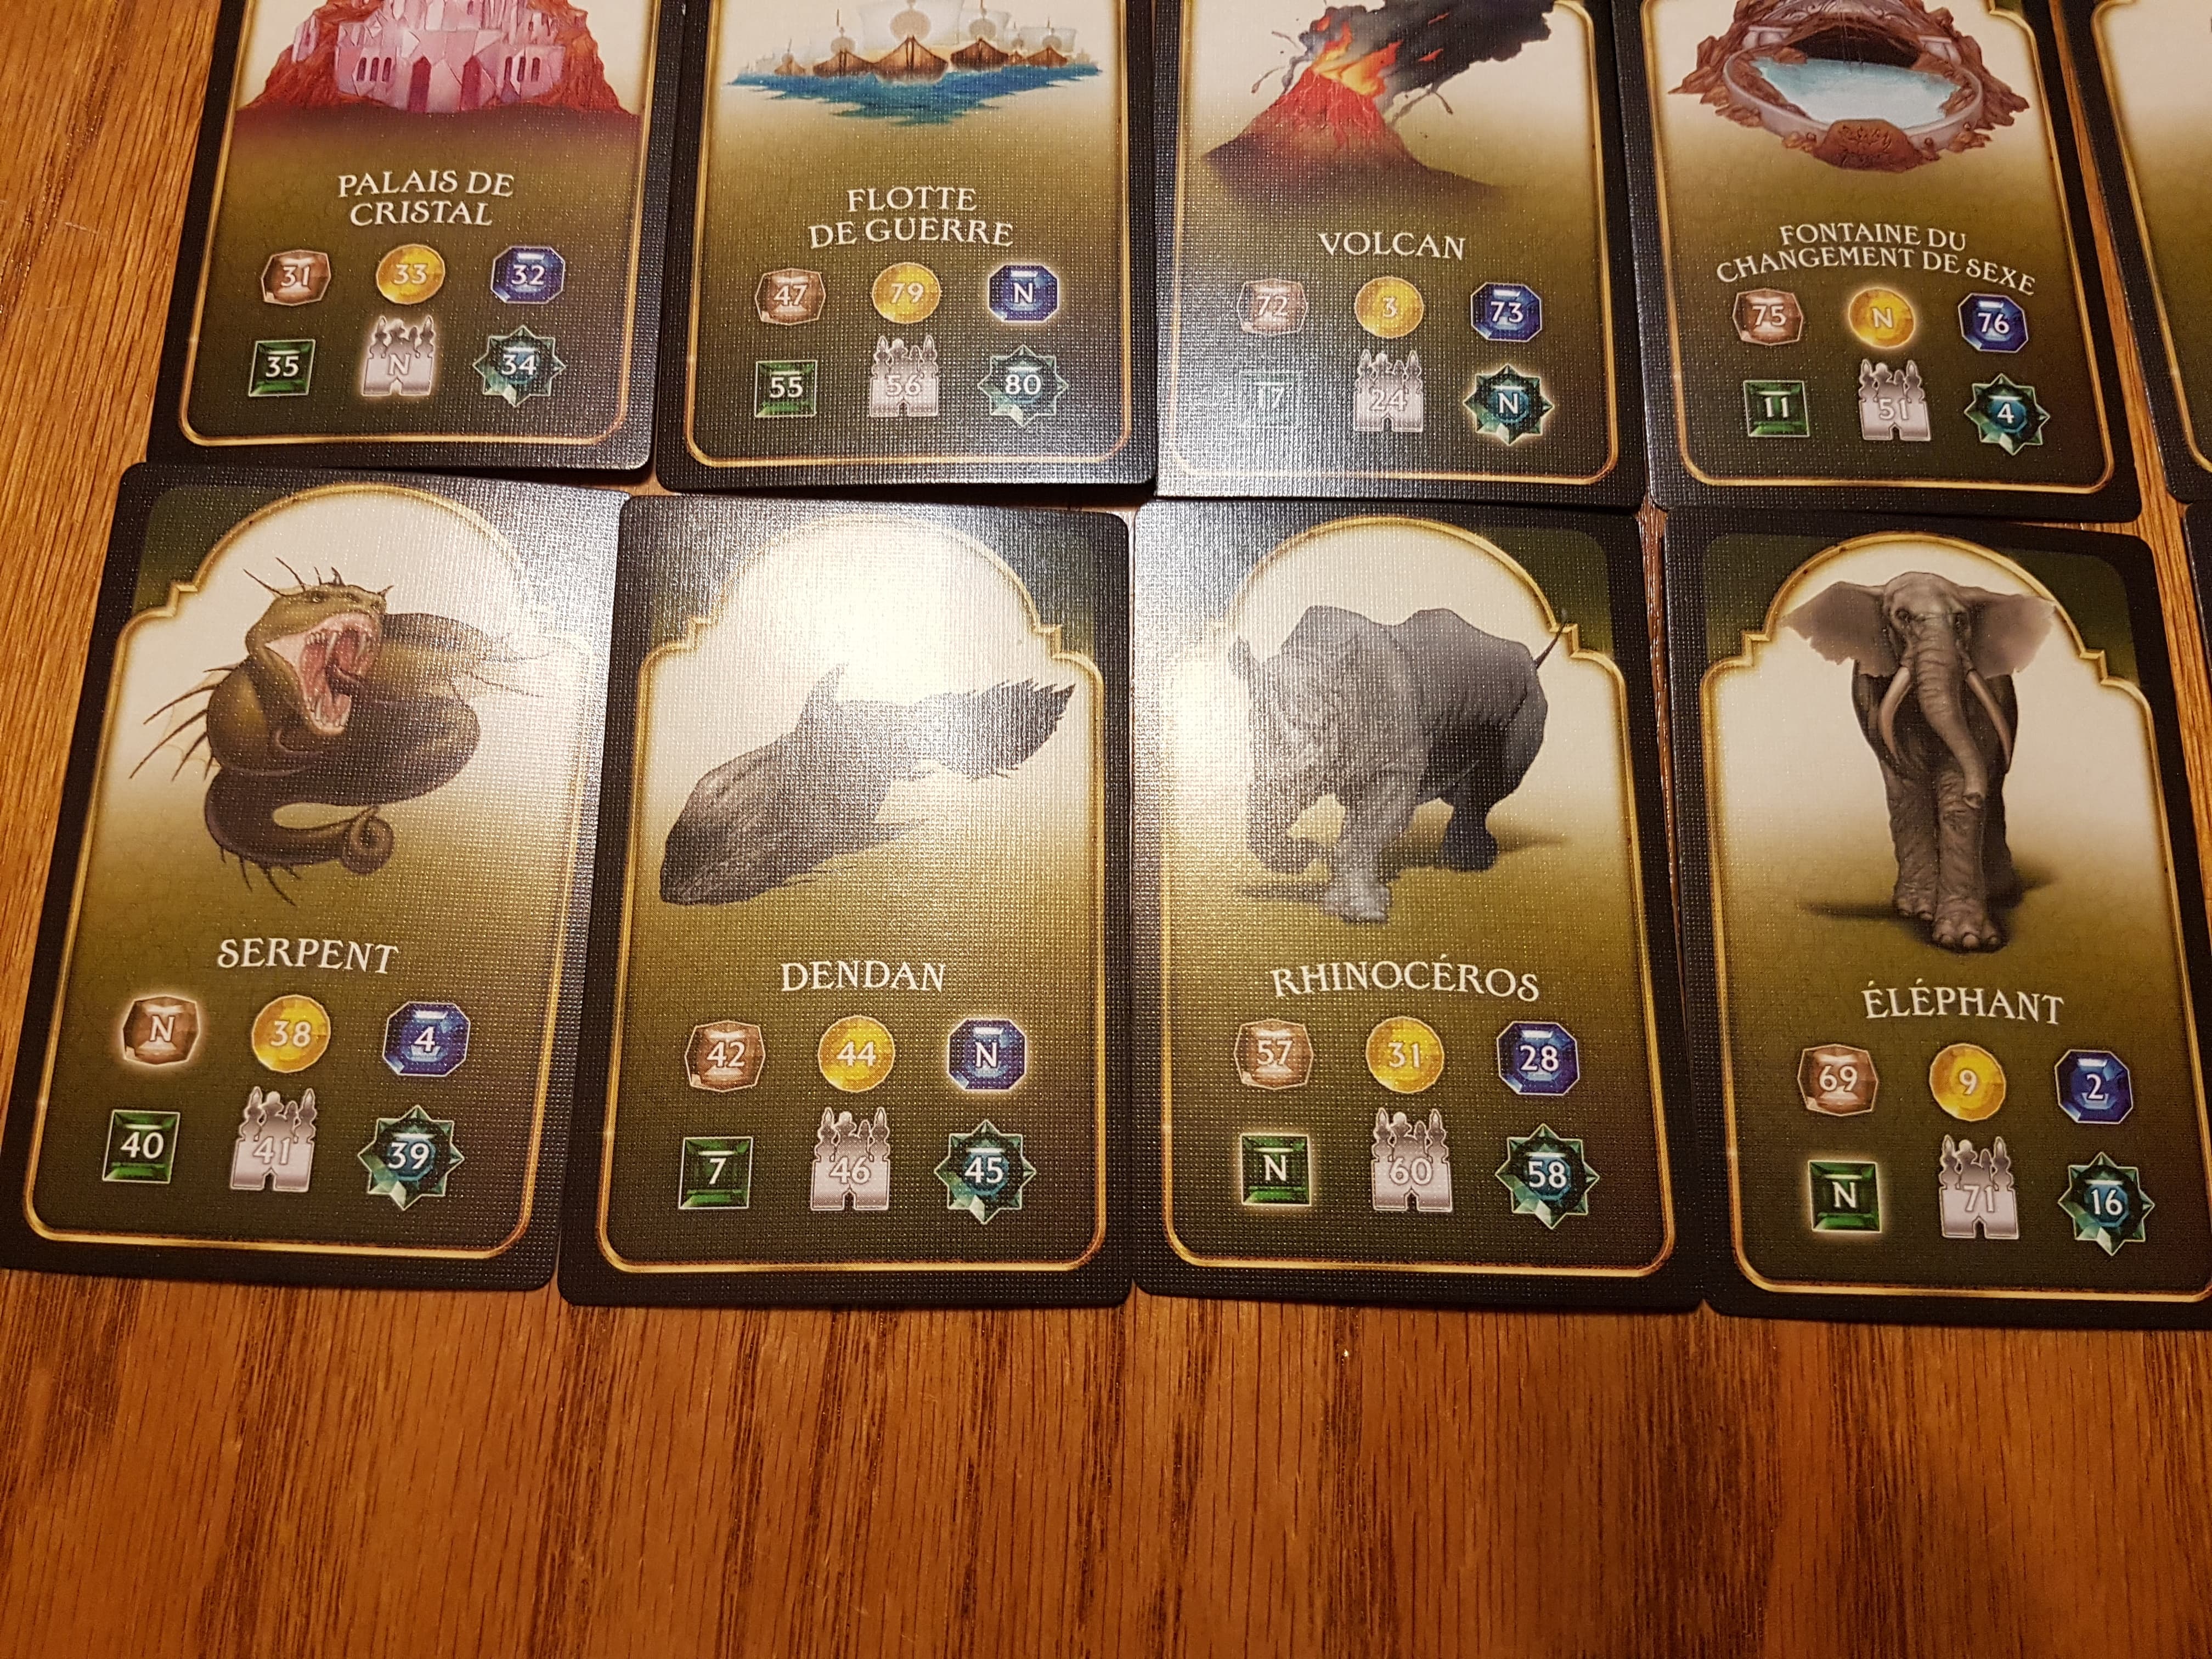 PALAIS DE
CRISTAL
31 33 32
35 N 34
FLOTTE
DE GUERRE
47 79 N
55 56 80
VOLCAN
72 3 73
17 24 N
FONTAINE DU
CHANGEMENT DE SEXE
75 N 76
11 51 4
SERPENT
N 38 4
40 41 39
DENDAN
42 44 N
7 46 45
RHINOCÉROS
57 31 28
N 60 58
ÉLÉPHANT
69 9 2
N 71 16